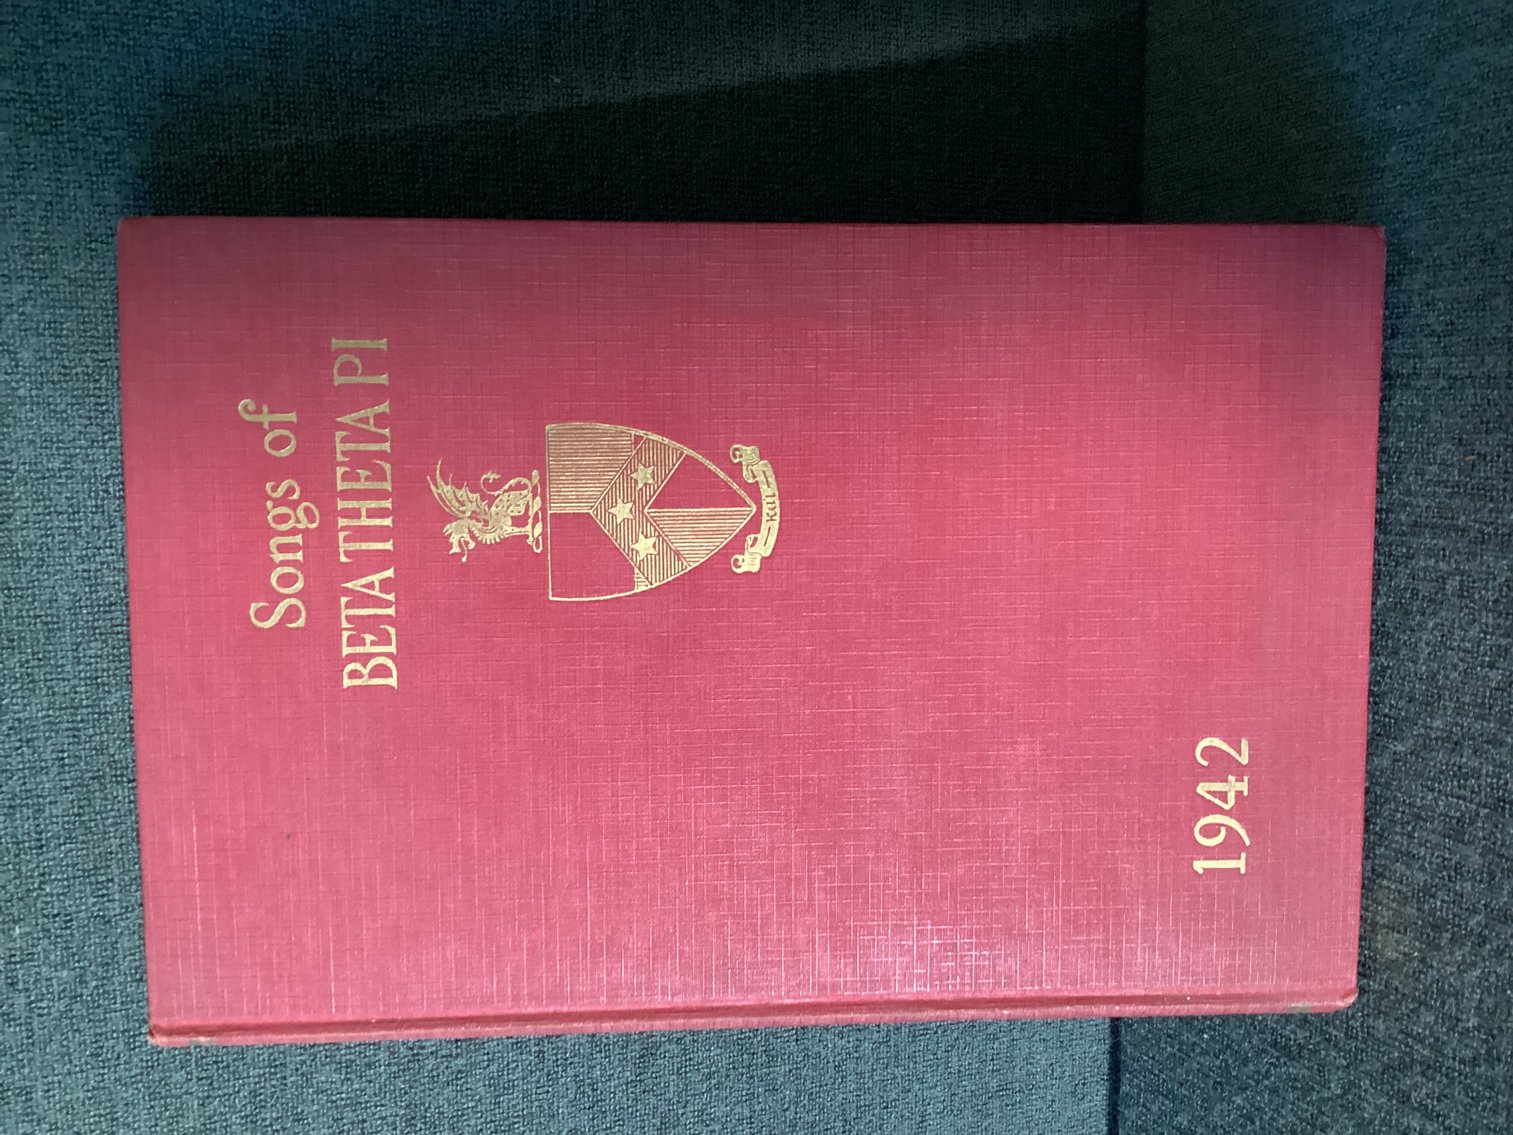 Songs of
BETA THETA PI
1942